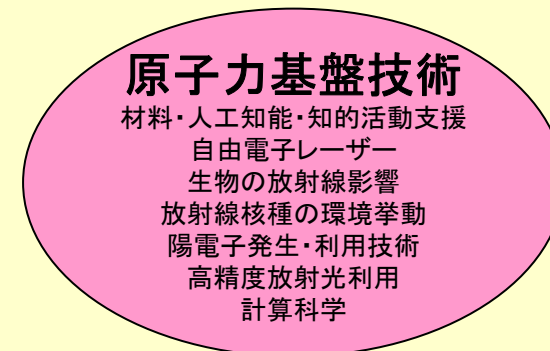 原子力基盤技術
材料・人工知能・知的活動支援
自由電子レーザー
生物の放射線影響
放射線核種の環境挙動
陽電子発生・利用技術
高精度放射光利用
計算科学